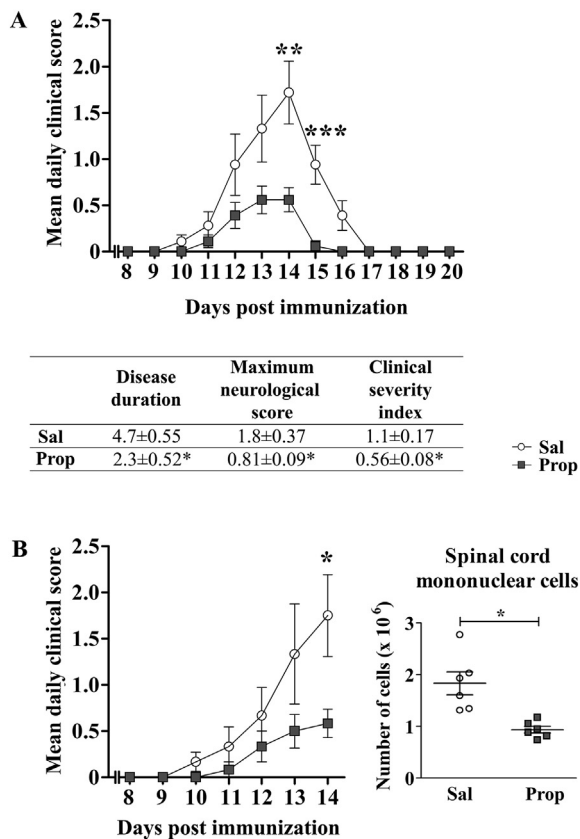 A
Mean daily clinical score
2.5
2.0
1.5
1.0
0.5
0
**
***
8 9 10 11 12 13 14 15 16 17 18 19 20
Days post immunization
Disease duration Maximum neurological score Clinical severity index
Sal 4.7±0.55 1.8±0.37 1.1±0.17
Prop 2.3±0.52* 0.81±0.09* 0.56±0.08*
Sal
Prop
B
Mean daily clinical score
2.5
2.0
1.5
1.0
0.5
0
*
8 9 10 11 12 13 14
Days post immunization
Spinal cord
mononuclear cells
Number of cells (x 10⁶)
3
2
1
0
*
Sal Prop